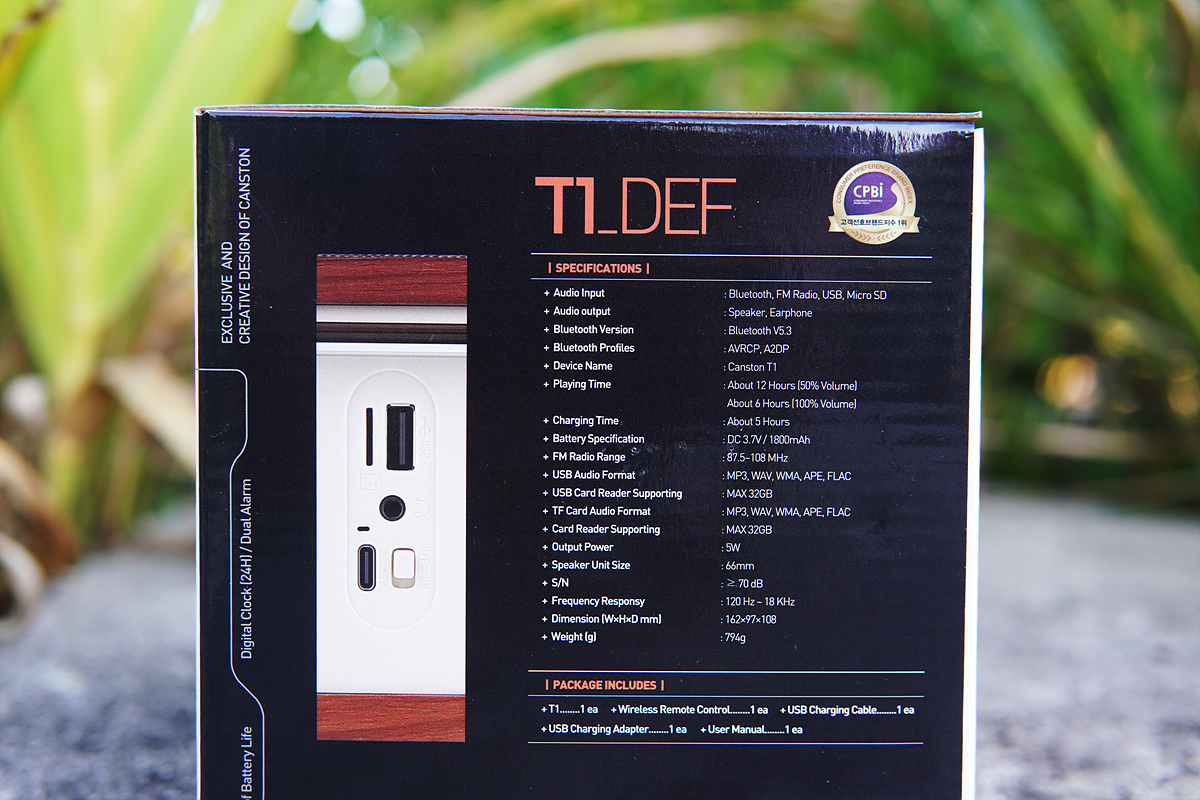 EXCLUSIVE AND
CREATIVE DESIGN OF CANSTON
Digital Clock [24H] / Dual Alarm
of Battery Life
T1_DEF
CONSUMER PREFERENCE BRAND INDEX
CPBi
고객선호브랜드지수 1위
| SPECIFICATIONS |
+ Audio Input : Bluetooth, FM Radio, USB, Micro SD
+ Audio output : Speaker, Earphone
+ Bluetooth Version : Bluetooth V5.3
+ Bluetooth Profiles : AVRCP, A2DP
+ Device Name : Canston T1
+ Playing Time : About 12 Hours (50% Volume)
About 6 Hours (100% Volume)
+ Charging Time : About 5 Hours
+ Battery Specification : DC 3.7V / 1800mAh
+ FM Radio Range : 87.5~108 MHz
+ USB Audio Format : MP3, WAV, WMA, APE, FLAC
+ USB Card Reader Supporting : MAX 32GB
+ TF Card Audio Format : MP3, WAV, WMA, APE, FLAC
+ Card Reader Supporting : MAX 32GB
+ Output Power : 5W
+ Speaker Unit Size : 66mm
+ S/N : ≥ 70 dB
+ Frequency Responsy : 120 Hz ~ 18 KHz
+ Dimension (W×H×D mm) : 162×97×108
+ Weight (g) : 794g
| PACKAGE INCLUDES |
+ T1........1 ea + Wireless Remote Control........1 ea + USB Charging Cable........1 ea
+ USB Charging Adapter........1 ea + User Manual........1 ea
USB